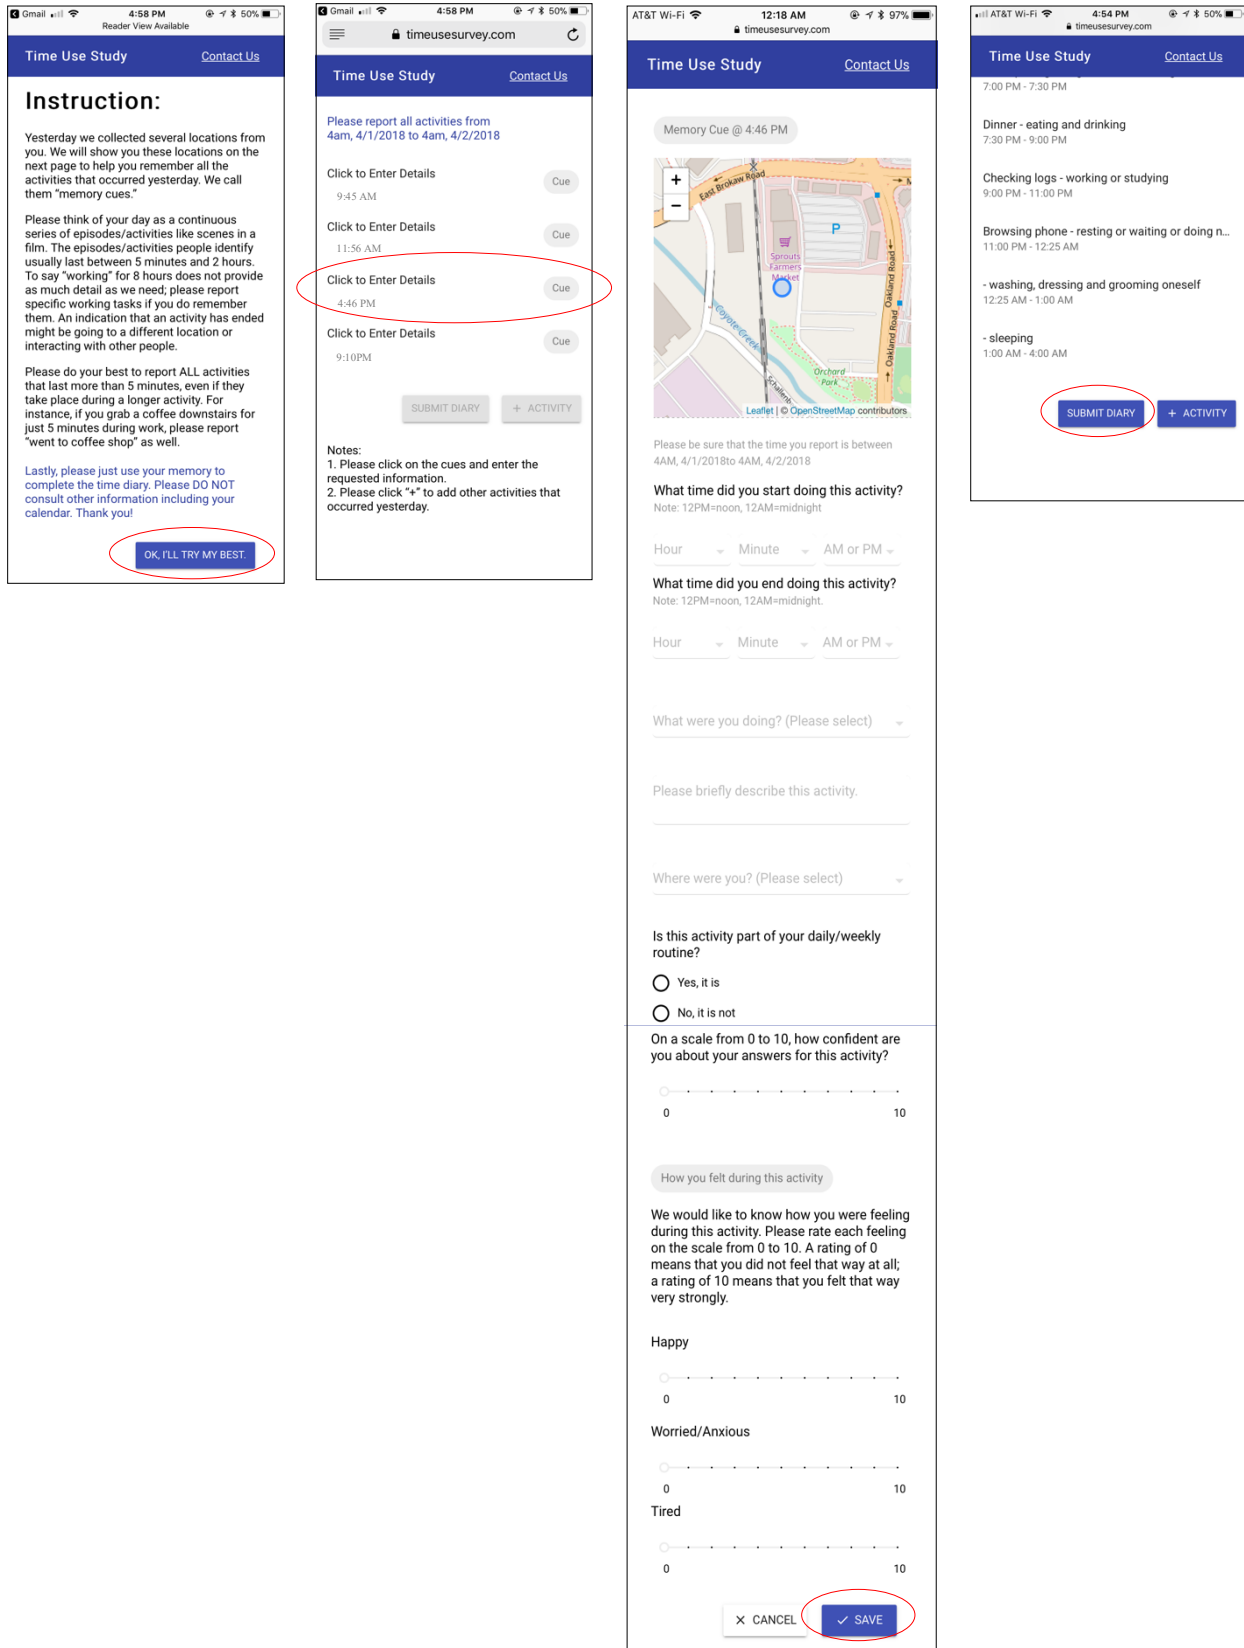 Gmail 4:58 PM 50%
Reader View Available
Time Use Study Contact Us
Instruction:
Yesterday we collected several locations from
you. We will show you these locations on the
next page to help you remember all the
activities that occurred yesterday. We call
them “memory cues.”
Please think of your day as a continuous
series of episodes/activities like scenes in a
film. The episodes/activities people identify
usually last between 5 minutes and 2 hours.
To say “working” for 8 hours does not provide
as much detail as we need; please report
specific working tasks if you do remember
them. An indication that an activity has ended
might be going to a different location or
interacting with other people.
Please do your best to report ALL activities
that last more than 5 minutes, even if they
take place during a longer activity. For
instance, if you grab a coffee downstairs for
just 5 minutes during work, please report
“went to coffee shop” as well.
Lastly, please just use your memory to
complete the time diary. Please DO NOT
consult other information including your
calendar. Thank you!
OK, I'LL TRY MY BEST.
Gmail 4:58 PM 50%
timeusesurvey.com
Time Use Study Contact Us
Please report all activities from
4am, 4/1/2018 to 4am, 4/2/2018
Click to Enter Details
9:45 AM
Cue
Click to Enter Details
11:56 AM
Cue
Click to Enter Details
4:46 PM
Cue
Click to Enter Details
9:10PM
Cue
SUBMIT DIARY + ACTIVITY
Notes:
1. Please click on the cues and enter the
requested information.
2. Please click “+” to add other activities that
occurred yesterday.
AT&T Wi-Fi 12:18 AM 97%
timeusesurvey.com
Time Use Study Contact Us
Memory Cue @ 4:46 PM
+
−
East Brokaw Road
P
Sprouts
Farmers
Market
Oakland Road
Oakland Road
Coyote Creek
Orchard
Park
Leaflet | © OpenStreetMap contributors
Please be sure that the time you report is between
4AM, 4/1/2018to 4AM, 4/2/2018
What time did you start doing this activity?
Note: 12PM=noon, 12AM=midnight
Hour Minute AM or PM
What time did you end doing this activity?
Note: 12PM=noon, 12AM=midnight.
Hour Minute AM or PM
What were you doing? (Please select)
Please briefly describe this activity.
Where were you? (Please select)
Is this activity part of your daily/weekly
routine?
Yes, it is
No, it is not
On a scale from 0 to 10, how confident are
you about your answers for this activity?
0 10
How you felt during this activity
We would like to know how you were feeling
during this activity. Please rate each feeling
on the scale from 0 to 10. A rating of 0
means that you did not feel that way at all;
a rating of 10 means that you felt that way
very strongly.
Happy
0 10
Worried/Anxious
0 10
Tired
0 10
CANCEL SAVE
AT&T Wi-Fi 4:54 PM 50%
timeusesurvey.com
Time Use Study Contact Us
7:00 PM - 7:30 PM
Dinner - eating and drinking
7:30 PM - 9:00 PM
Checking logs - working or studying
9:00 PM - 11:00 PM
Browsing phone - resting or waiting or doing n...
11:00 PM - 12:25 AM
- washing, dressing and grooming oneself
12:25 AM - 1:00 AM
- sleeping
1:00 AM - 4:00 AM
SUBMIT DIARY + ACTIVITY